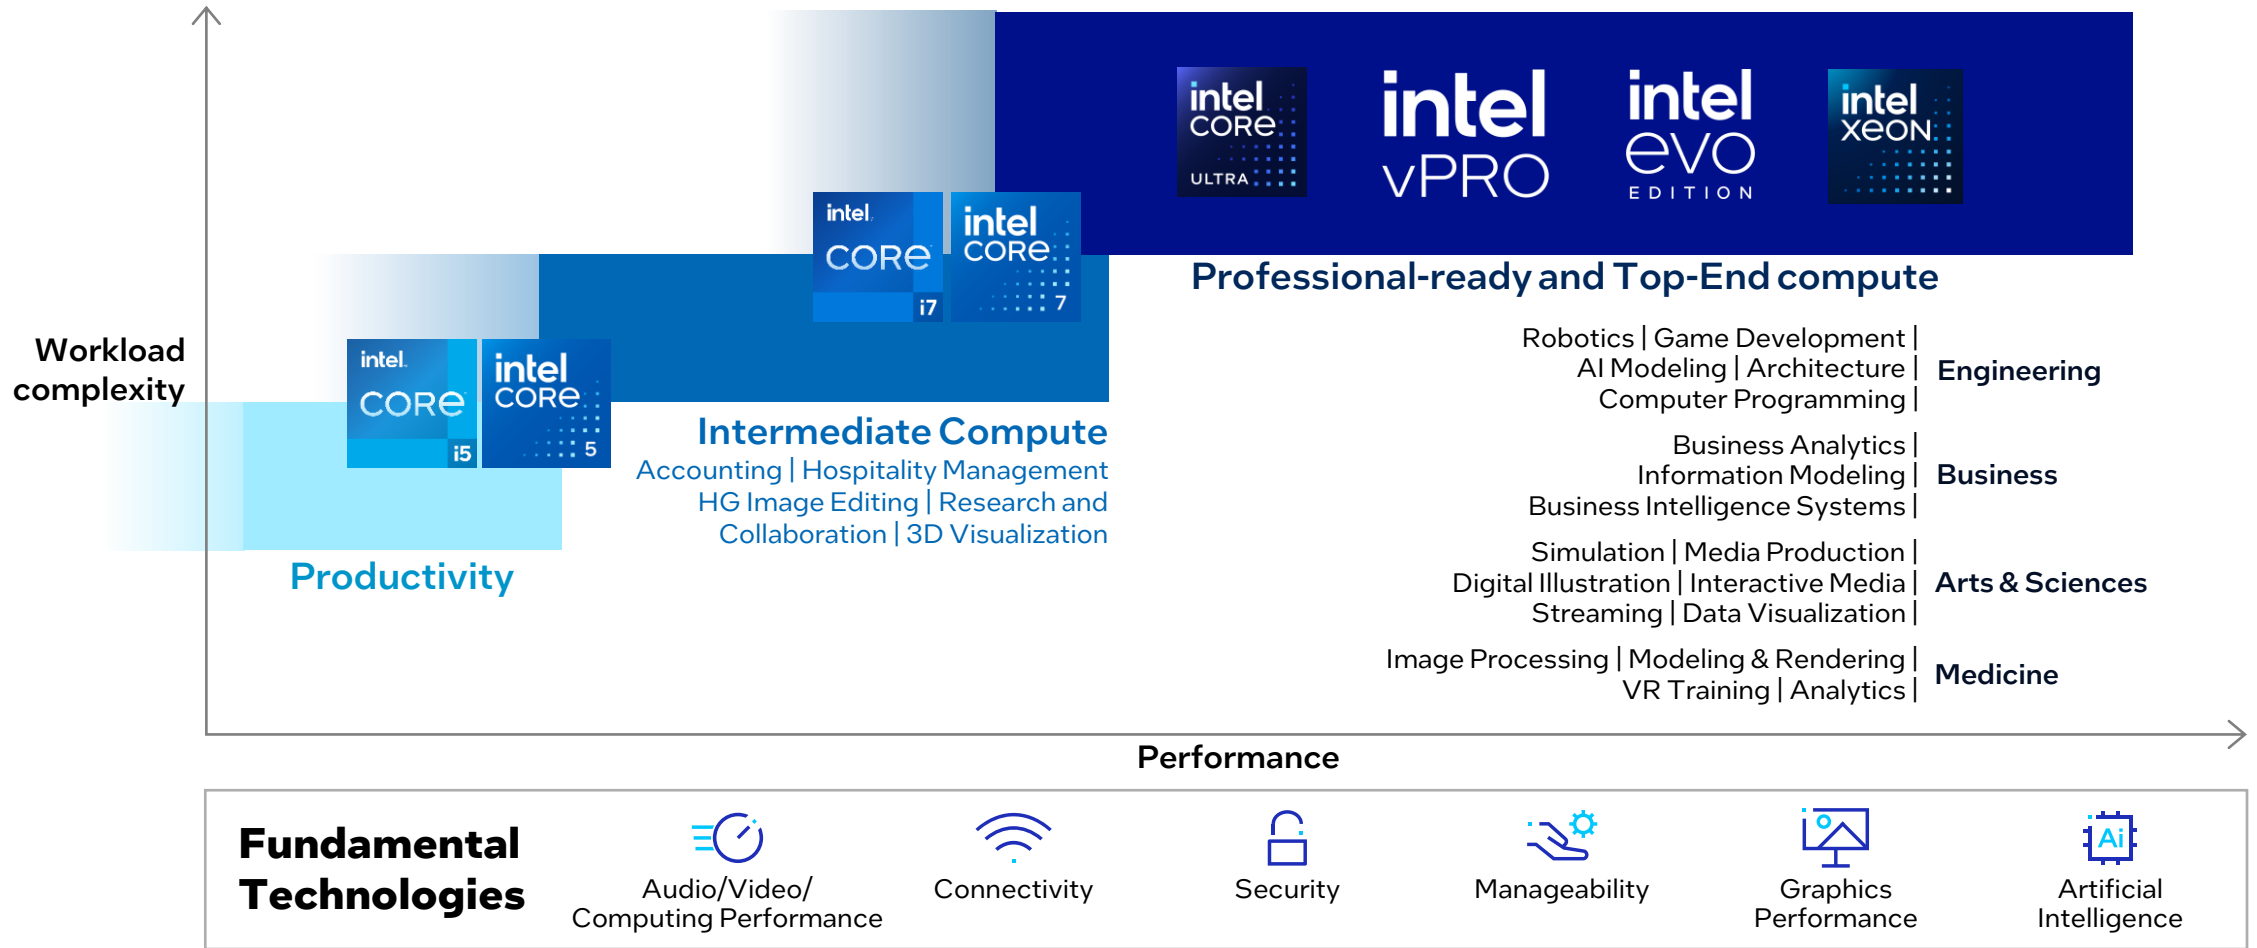 Workload
complexity
intel
CORE
ULTRA
intel
vPRO
intel
evo
EDITION
intel
XEON
intel.
CORE
i7
intel
CORE
7
intel.
CORE
i5
intel
CORE
5
Productivity
Intermediate Compute
Accounting | Hospitality Management
HG Image Editing | Research and
Collaboration | 3D Visualization
Professional-ready and Top-End compute
Robotics | Game Development |
AI Modeling | Architecture |
Computer Programming |
Engineering
Business Analytics |
Information Modeling |
Business Intelligence Systems |
Business
Simulation | Media Production |
Digital Illustration | Interactive Media |
Streaming | Data Visualization |
Arts & Sciences
Image Processing | Modeling & Rendering |
VR Training | Analytics |
Medicine
Performance
Fundamental
Technologies
Audio/Video/
Computing Performance
Connectivity
Security
Manageability
Graphics
Performance
Ai
Artificial
Intelligence